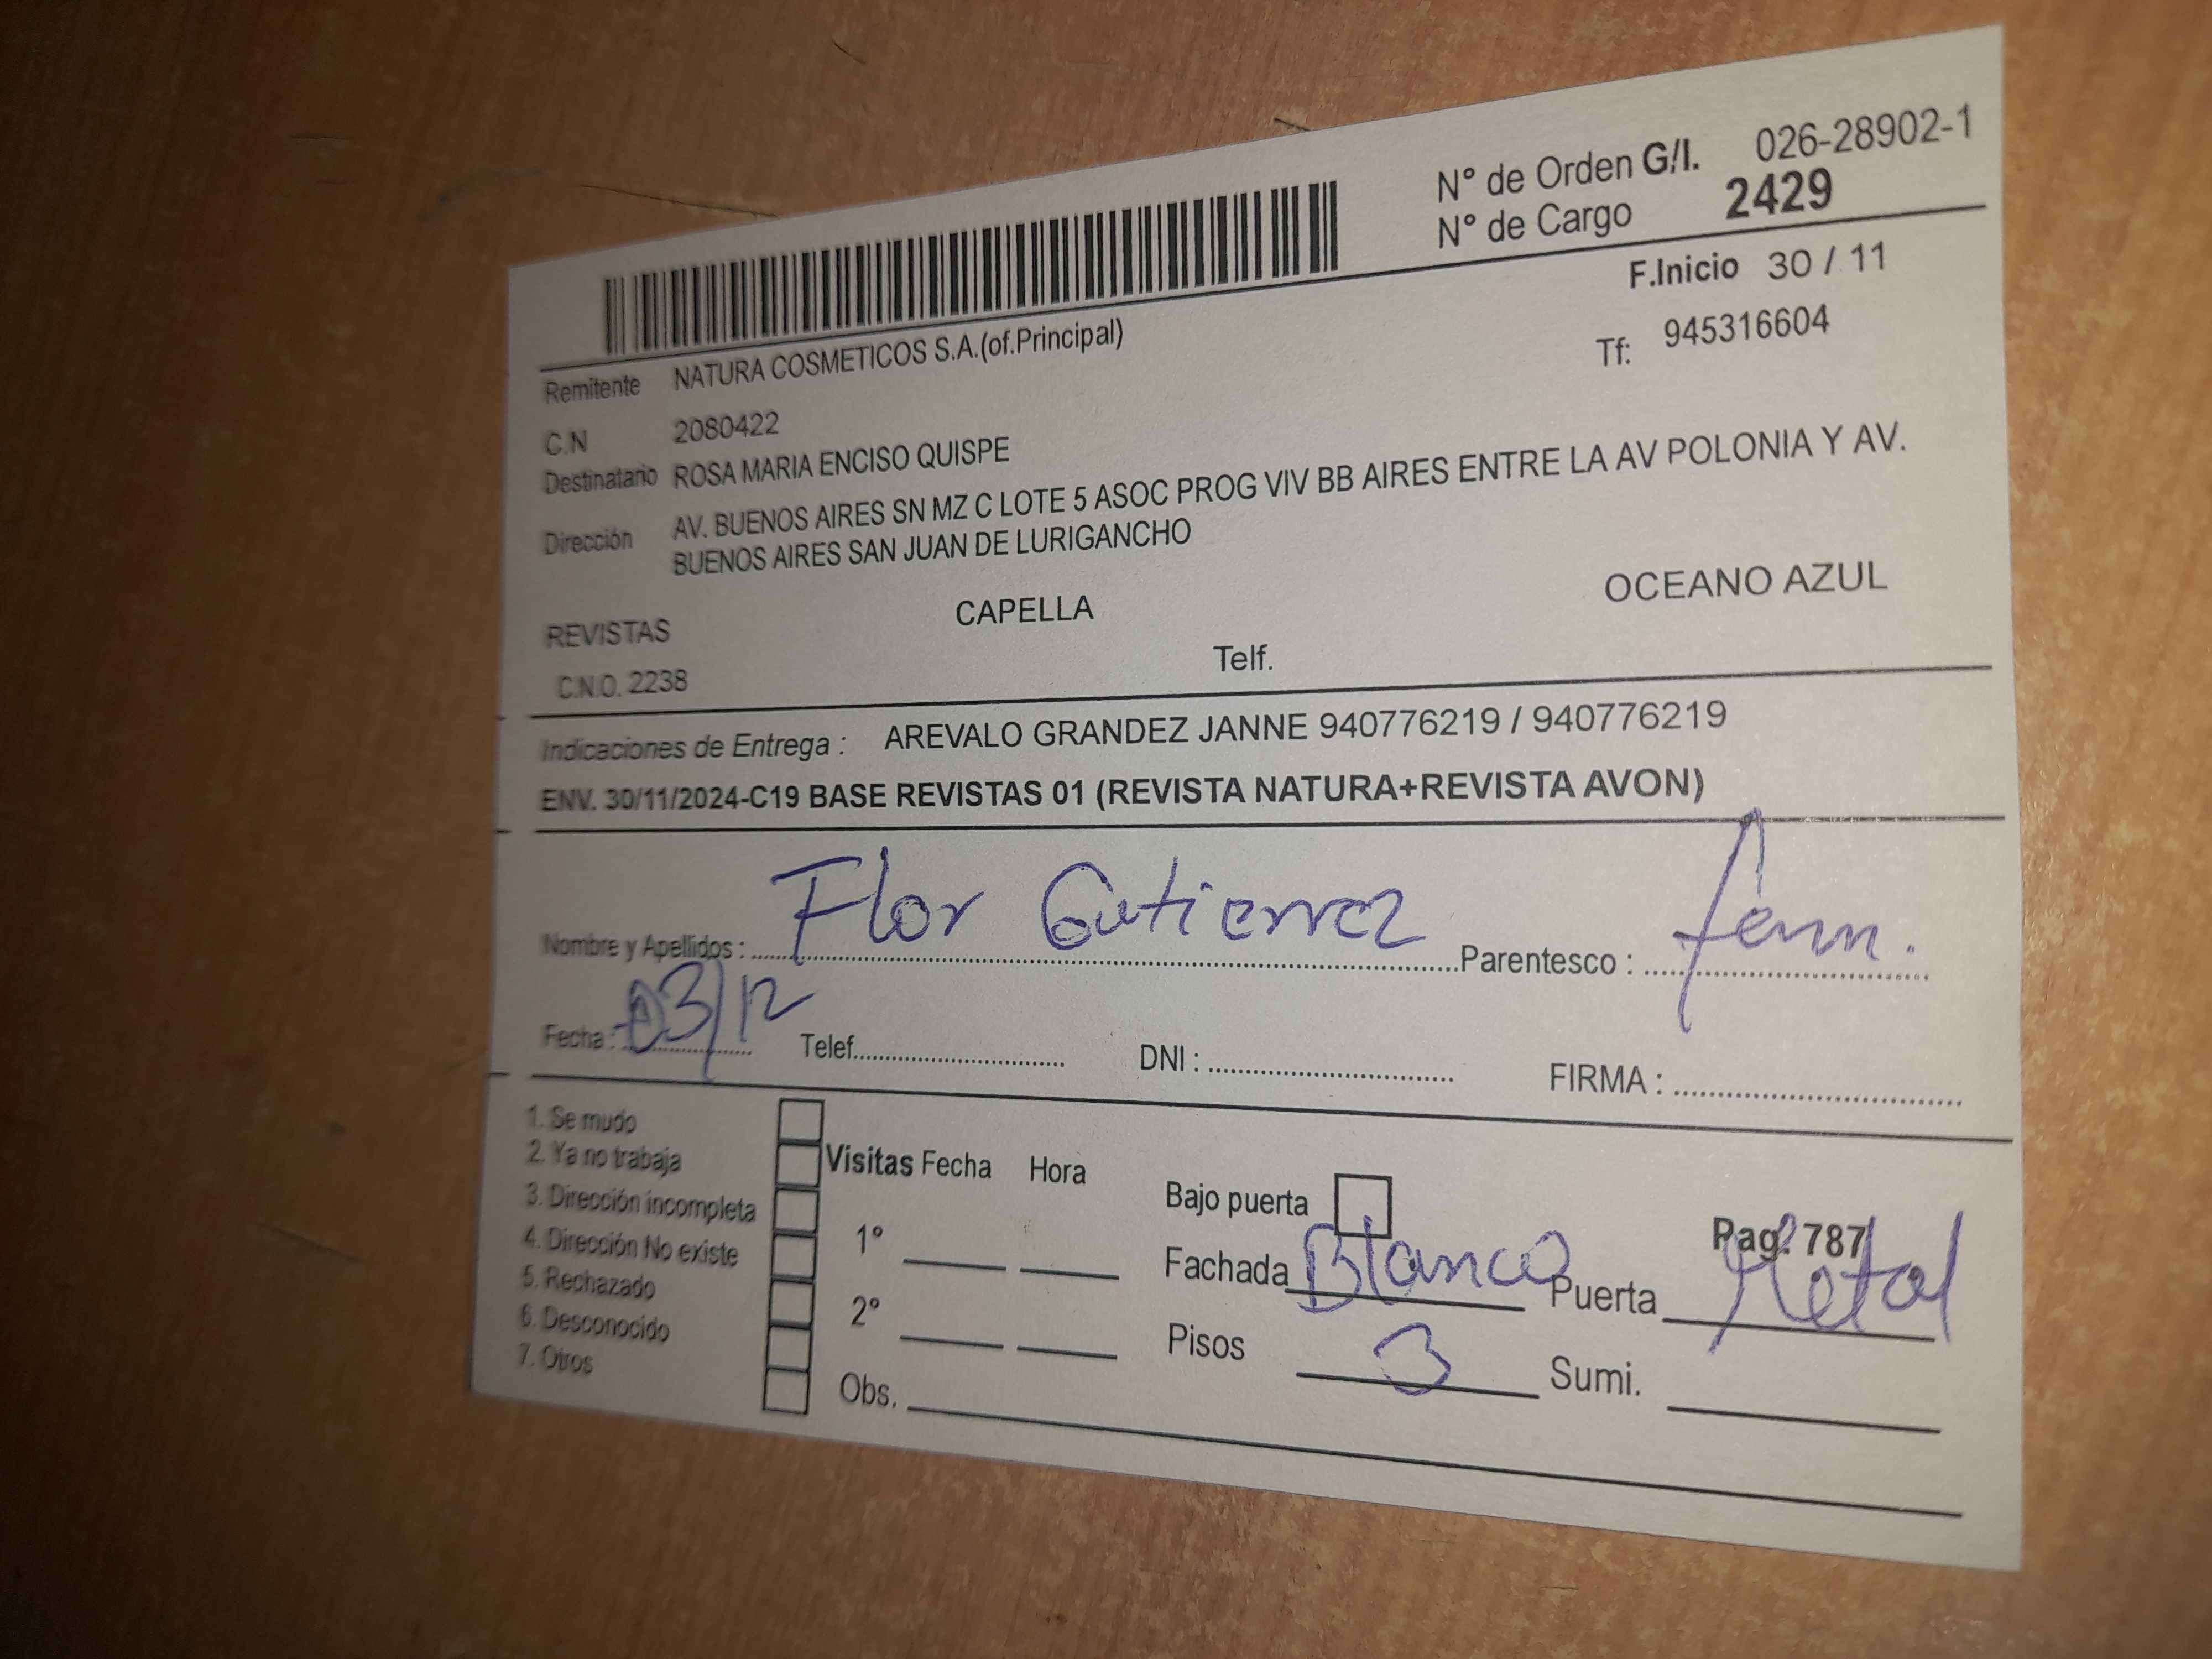 N° de Orden G/I. 026-28902-1
N° de Cargo 2429
F.Inicio 30 / 11
Remitente NATURA COSMETICOS S.A.(of.Principal)
Tf: 945316604
C.N 2080422
Destinatario ROSA MARIA ENCISO QUISPE
Dirección AV. BUENOS AIRES SN MZ C LOTE 5 ASOC PROG VIV BB AIRES ENTRE LA AV POLONIA Y AV.
BUENOS AIRES SAN JUAN DE LURIGANCHO
REVISTAS CAPELLA OCEANO AZUL
C.N.O. 2238 Telf.
Indicaciones de Entrega : AREVALO GRANDEZ JANNE 940776219 / 940776219
ENV. 30/11/2024-C19 BASE REVISTAS 01 (REVISTA NATURA+REVISTA AVON)
Nombre y Apellidos : Flor Gutierrez Parentesco :
Fecha : 03/12 Telef. DNI : FIRMA :
1. Se mudo
2. Ya no trabaja
3. Dirección incompleta
4. Dirección No existe
5. Rechazado
6. Desconocido
7. Otros
Visitas Fecha Hora
1°
2°
Obs.
Bajo puerta
Pag. 787
Fachada Blanco Puerta Metal
Pisos 3 Sumi.